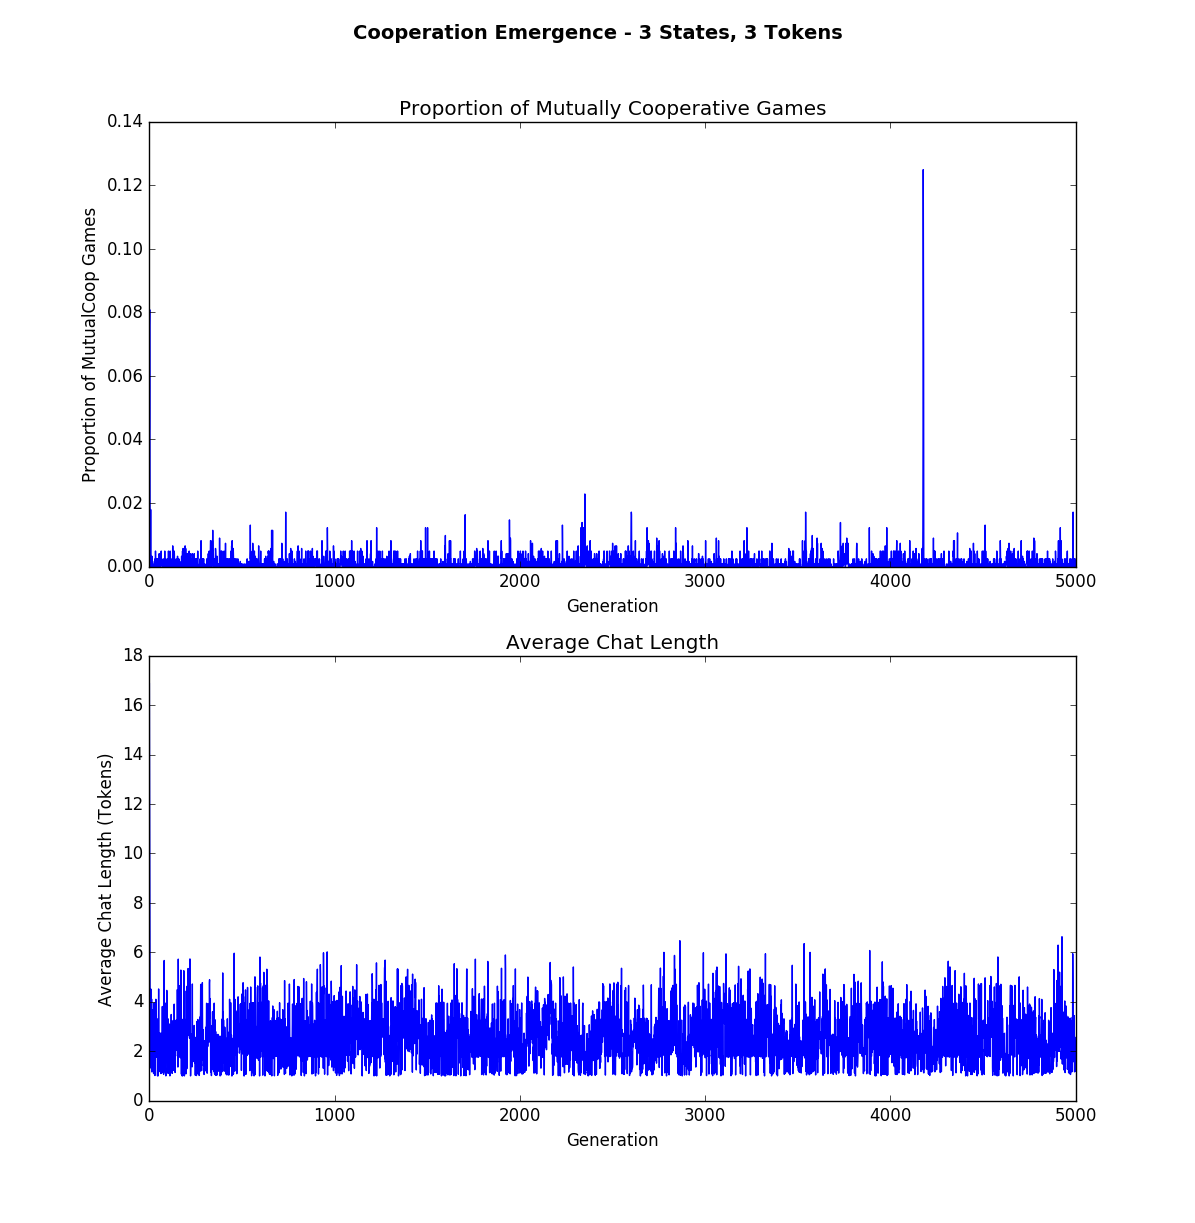 Cooperation Emergence - 3 States, 3 Tokens
Proportion of Mutually Cooperative Games
0.14
0.12
0.10
0.08
0.06
0.04
0.02
0.00
Proportion of MutualCoop Games
0 1000 2000 3000 4000 5000
Generation
Average Chat Length
18
16
14
12
10
8
6
4
2
0
Average Chat Length (Tokens)
0 1000 2000 3000 4000 5000
Generation